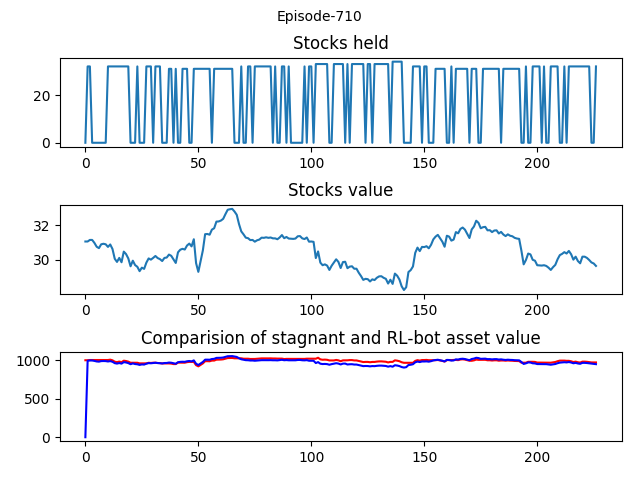 Episode-710
Stocks held
20
0
0 50 100 150 200
Stocks value
32
30
0 50 100 150 200
Comparision of stagnant and RL-bot asset value
1000
500
0
0 50 100 150 200